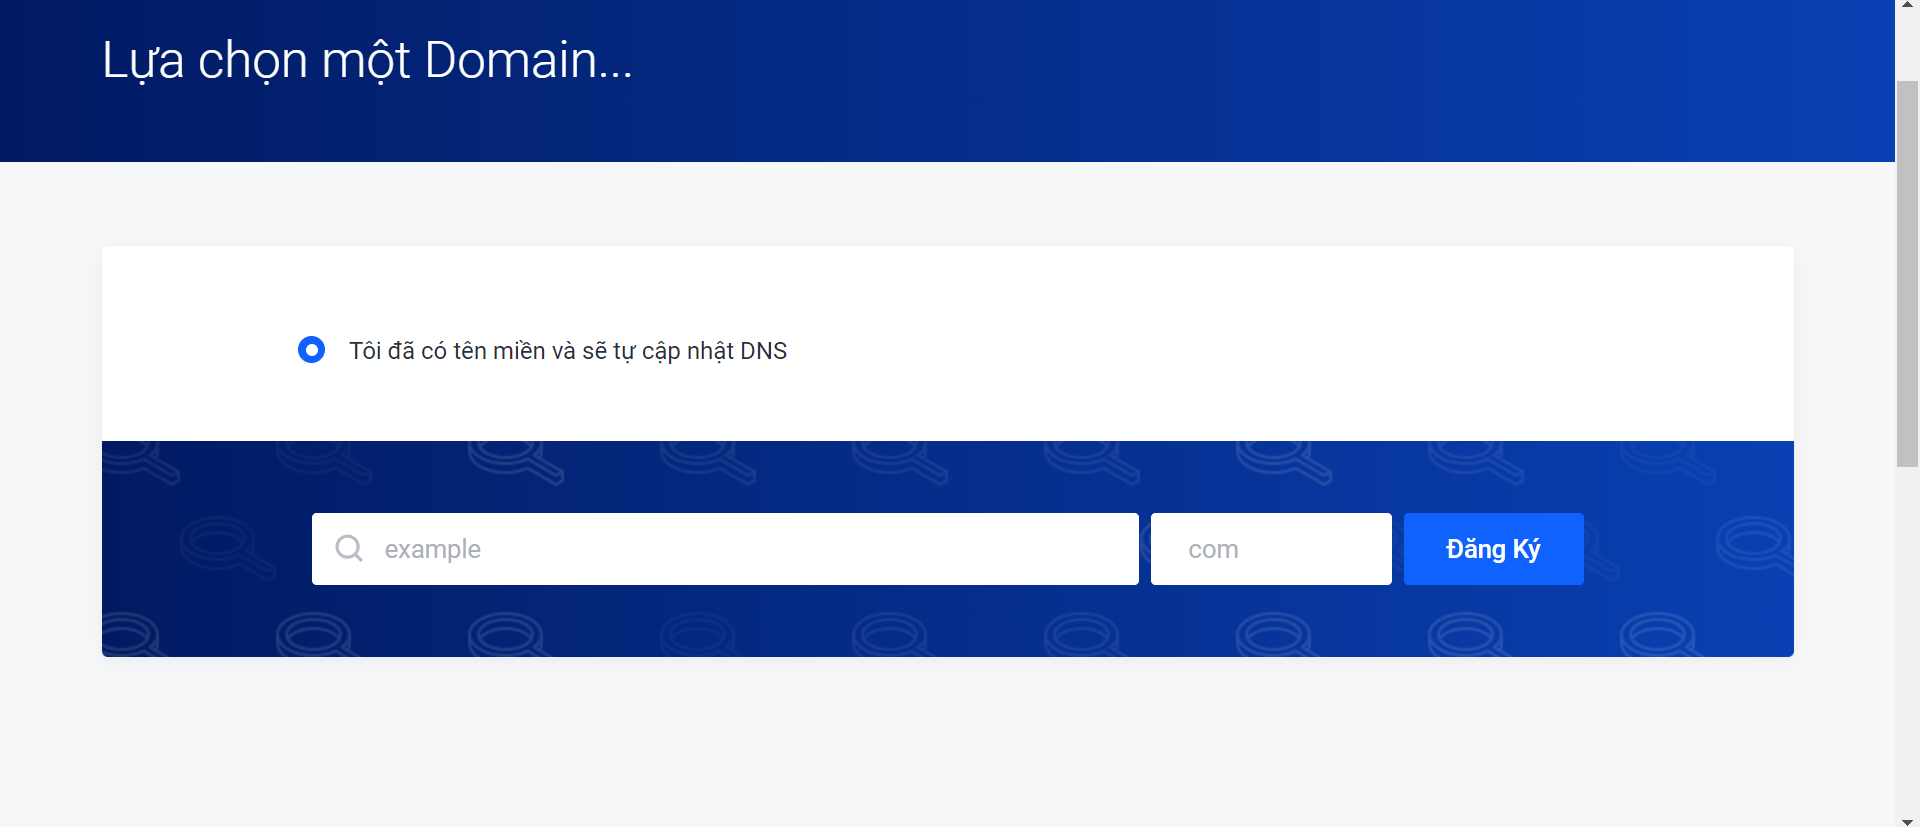 Lựa chọn một Domain...
Tôi đã có tên miền và sẽ tự cập nhật DNS
example com Đăng Ký